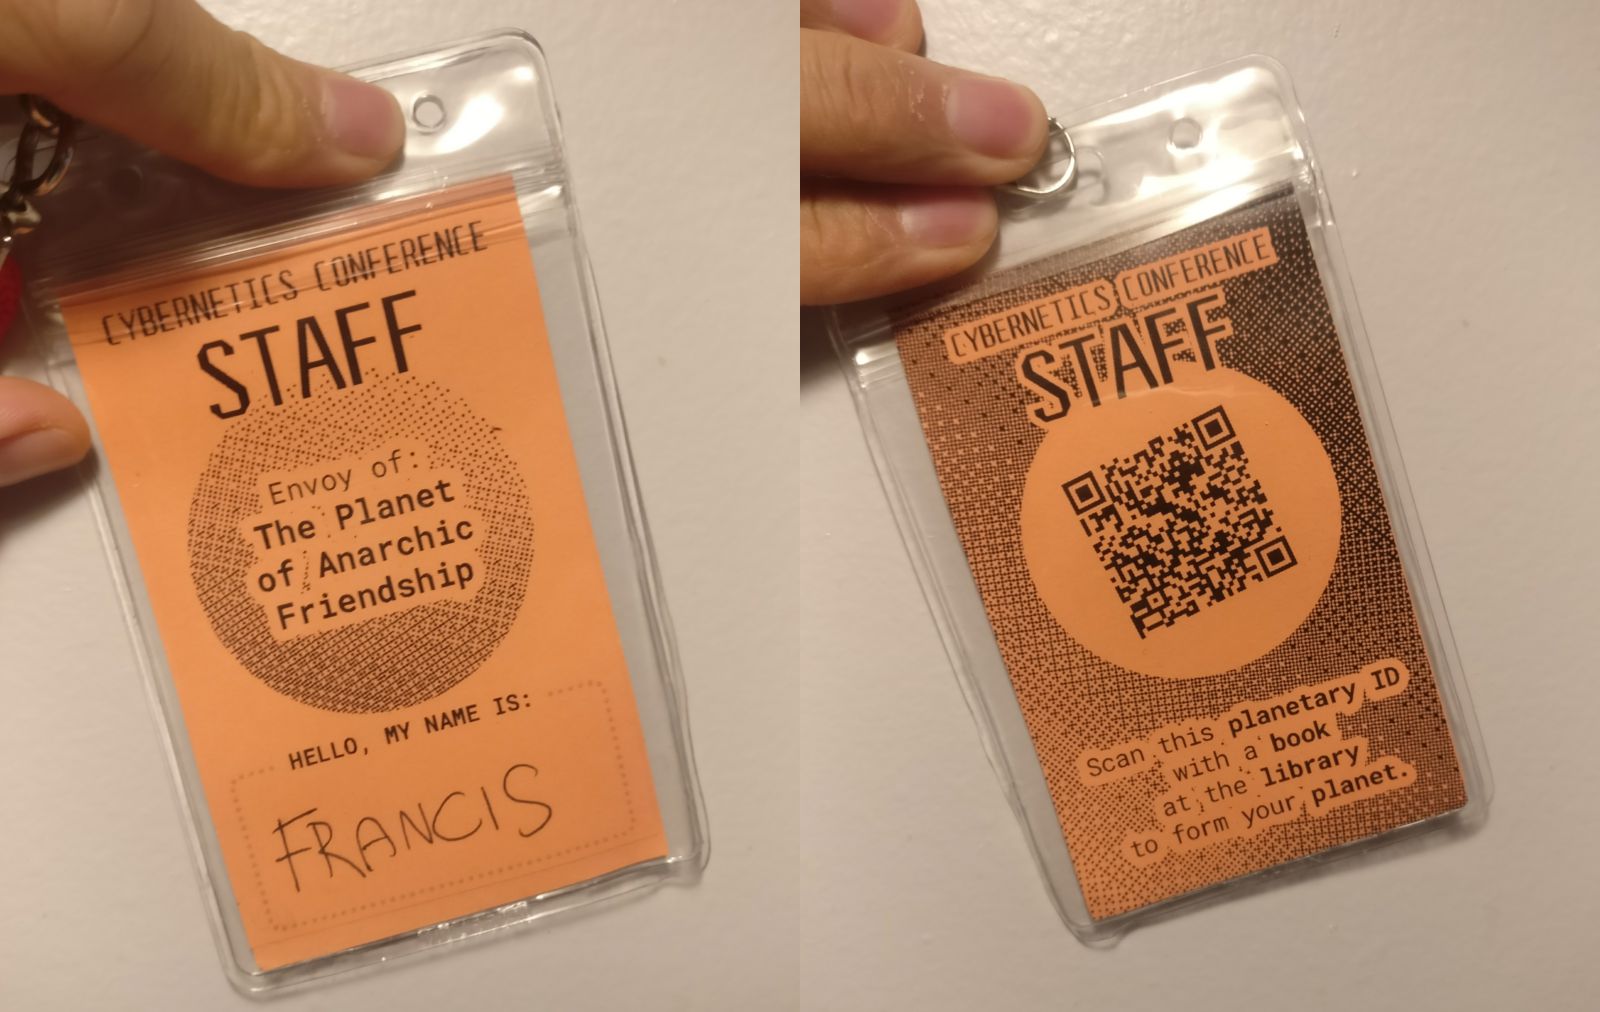 CYBERNETICS CONFERENCE
STAFF
Envoy of:
The Planet
of Anarchic
Friendship
HELLO, MY NAME IS:
FRANCIS
CYBERNETICS CONFERENCE
STAFF
Scan this planetary ID
with a book
at the library
to form your planet.